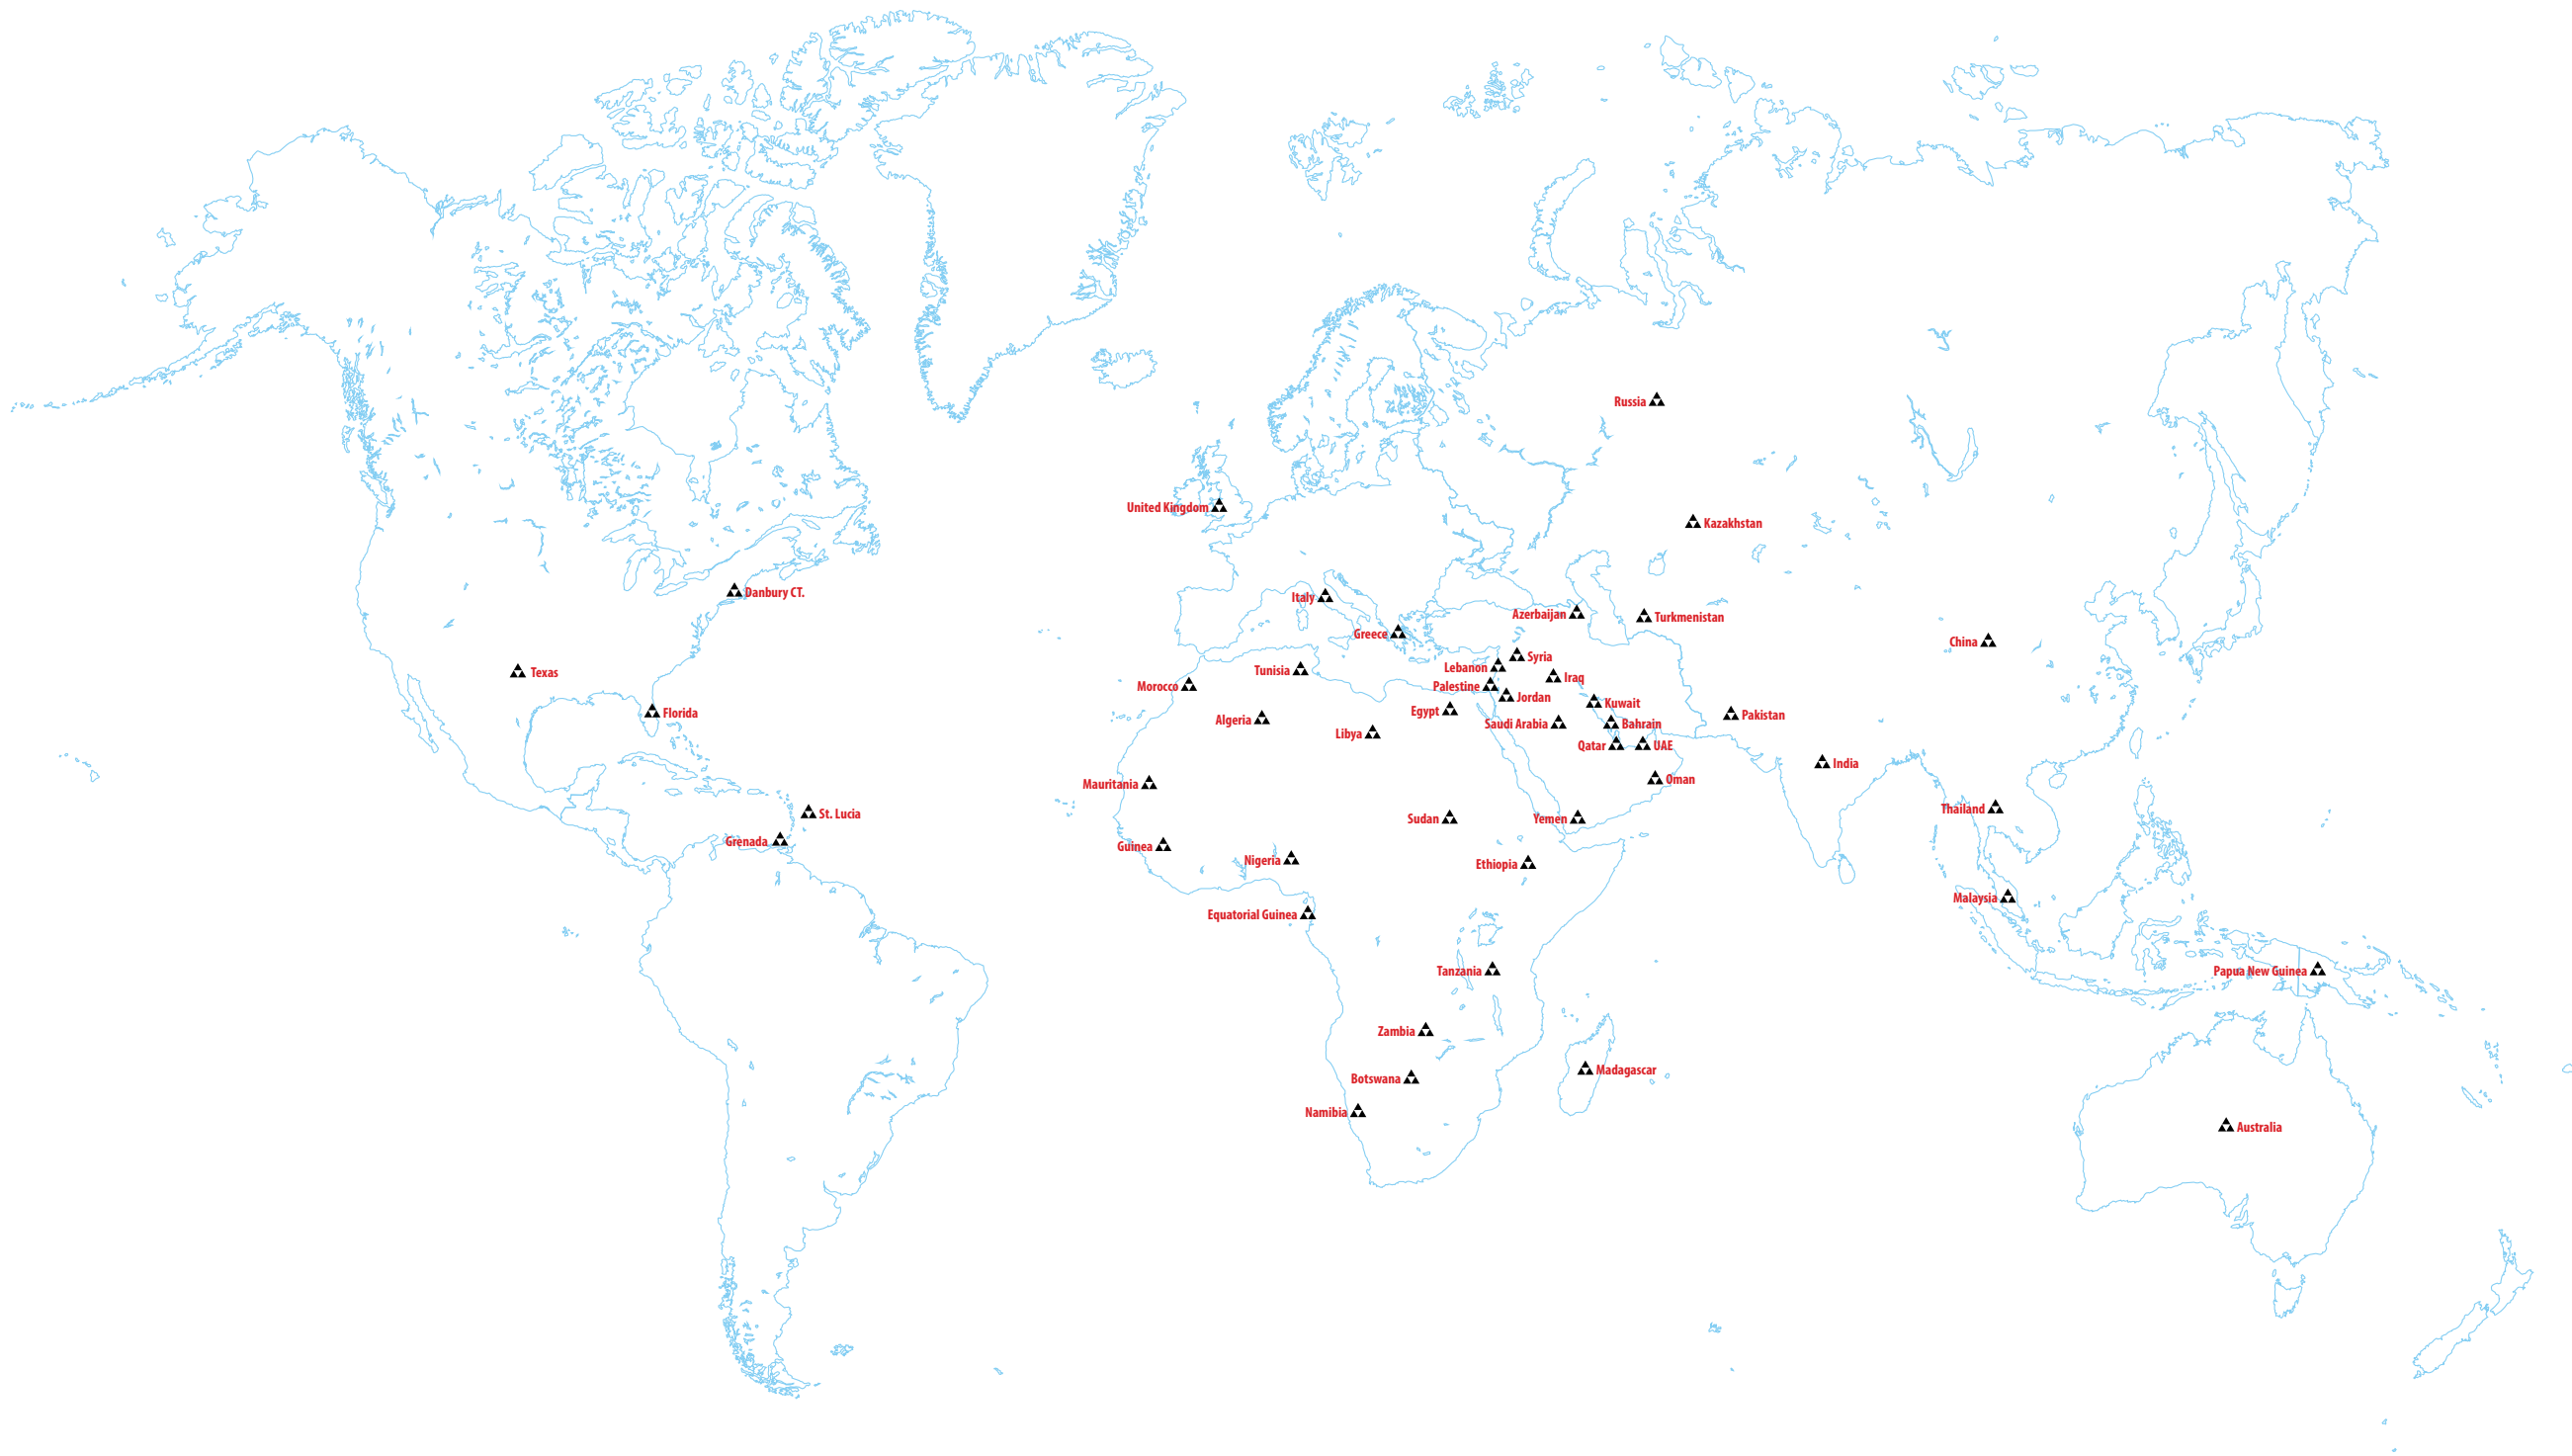 Russia
United Kingdom
Kazakhstan
Danbury CT.
Italy
Azerbaijan
Turkmenistan
Greece
China
Syria
Lebanon
Tunisia
Texas
Iraq
Morocco
Palestine
Jordan
Kuwait
Egypt
Florida
Pakistan
Algeria
Saudi Arabia
Bahrain
Libya
Qatar
UAE
India
Oman
Mauritania
Thailand
St. Lucia
Sudan
Yemen
Grenada
Guinea
Nigeria
Ethiopia
Malaysia
Equatorial Guinea
Tanzania
Papua New Guinea
Zambia
Madagascar
Botswana
Namibia
Australia